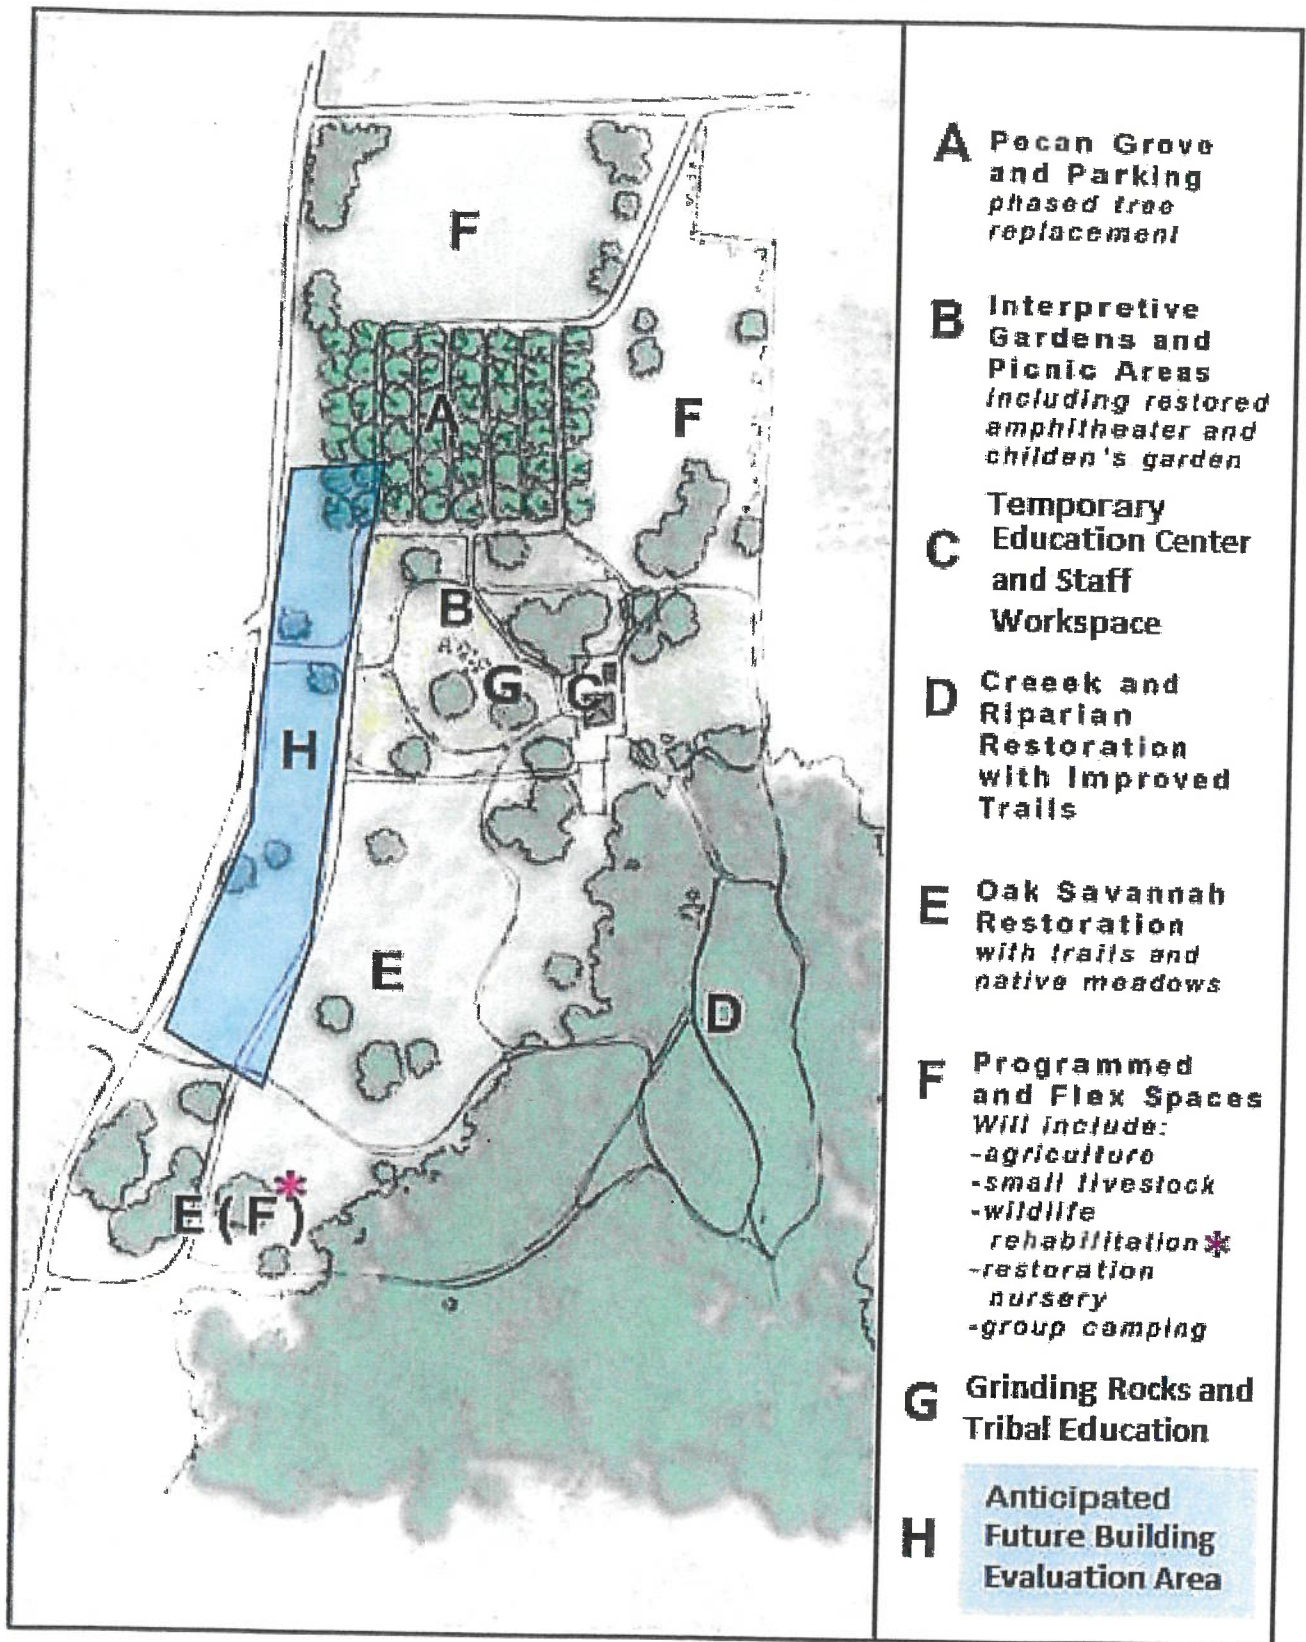 F
A
F
B
G
C
H
E
D
E (F*)
A Pecan Grove
and Parking
phased tree
replacement
B Interpretive
Gardens and
Picnic Areas
including restored
amphitheater and
childen's garden
C Temporary
Education Center
and Staff
Workspace
D Creeek and
Riparian
Restoration
with Improved
Trails
E Oak Savannah
Restoration
with trails and
native meadows
F Programmed
and Flex Spaces
Will include:
-agriculture
-small livestock
-wildlife
rehabilitation*
-restoration
nursery
-group camping
G Grinding Rocks and
Tribal Education
H Anticipated
Future Building
Evaluation Area